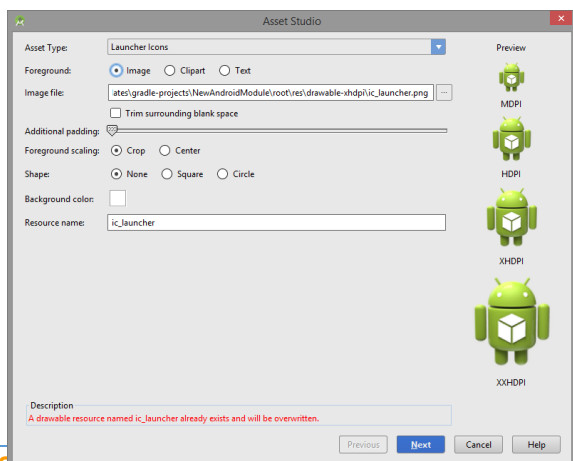 Asset Studio
Asset Type: Launcher Icons Preview
Foreground: Image Clipart Text
Image file: ates\gradle-projects\NewAndroidModule\root\res\drawable-xhdpi\ic_launcher.png ...
MDPI
Trim surrounding blank space
Additional padding:
Foreground scaling: Crop Center
HDPI
Shape: None Square Circle
Background color:
Resource name: ic_launcher
XHDPI
XXHDPI
Description
A drawable resource named ic_launcher already exists and will be overwritten.
Previous Next Cancel Help